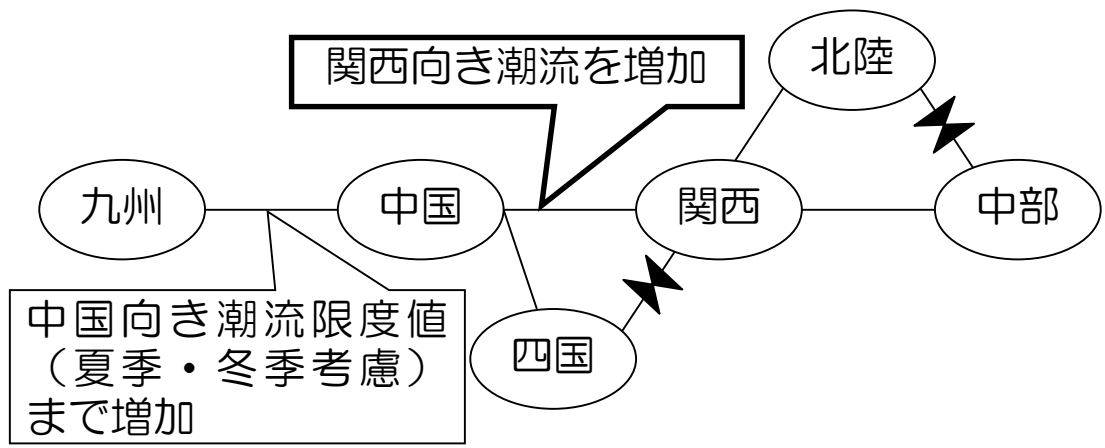 関西向き潮流を増加
北陸
九州
中国
関西
中部
四国
中国向き潮流限度値
（夏季・冬季考慮）
まで増加